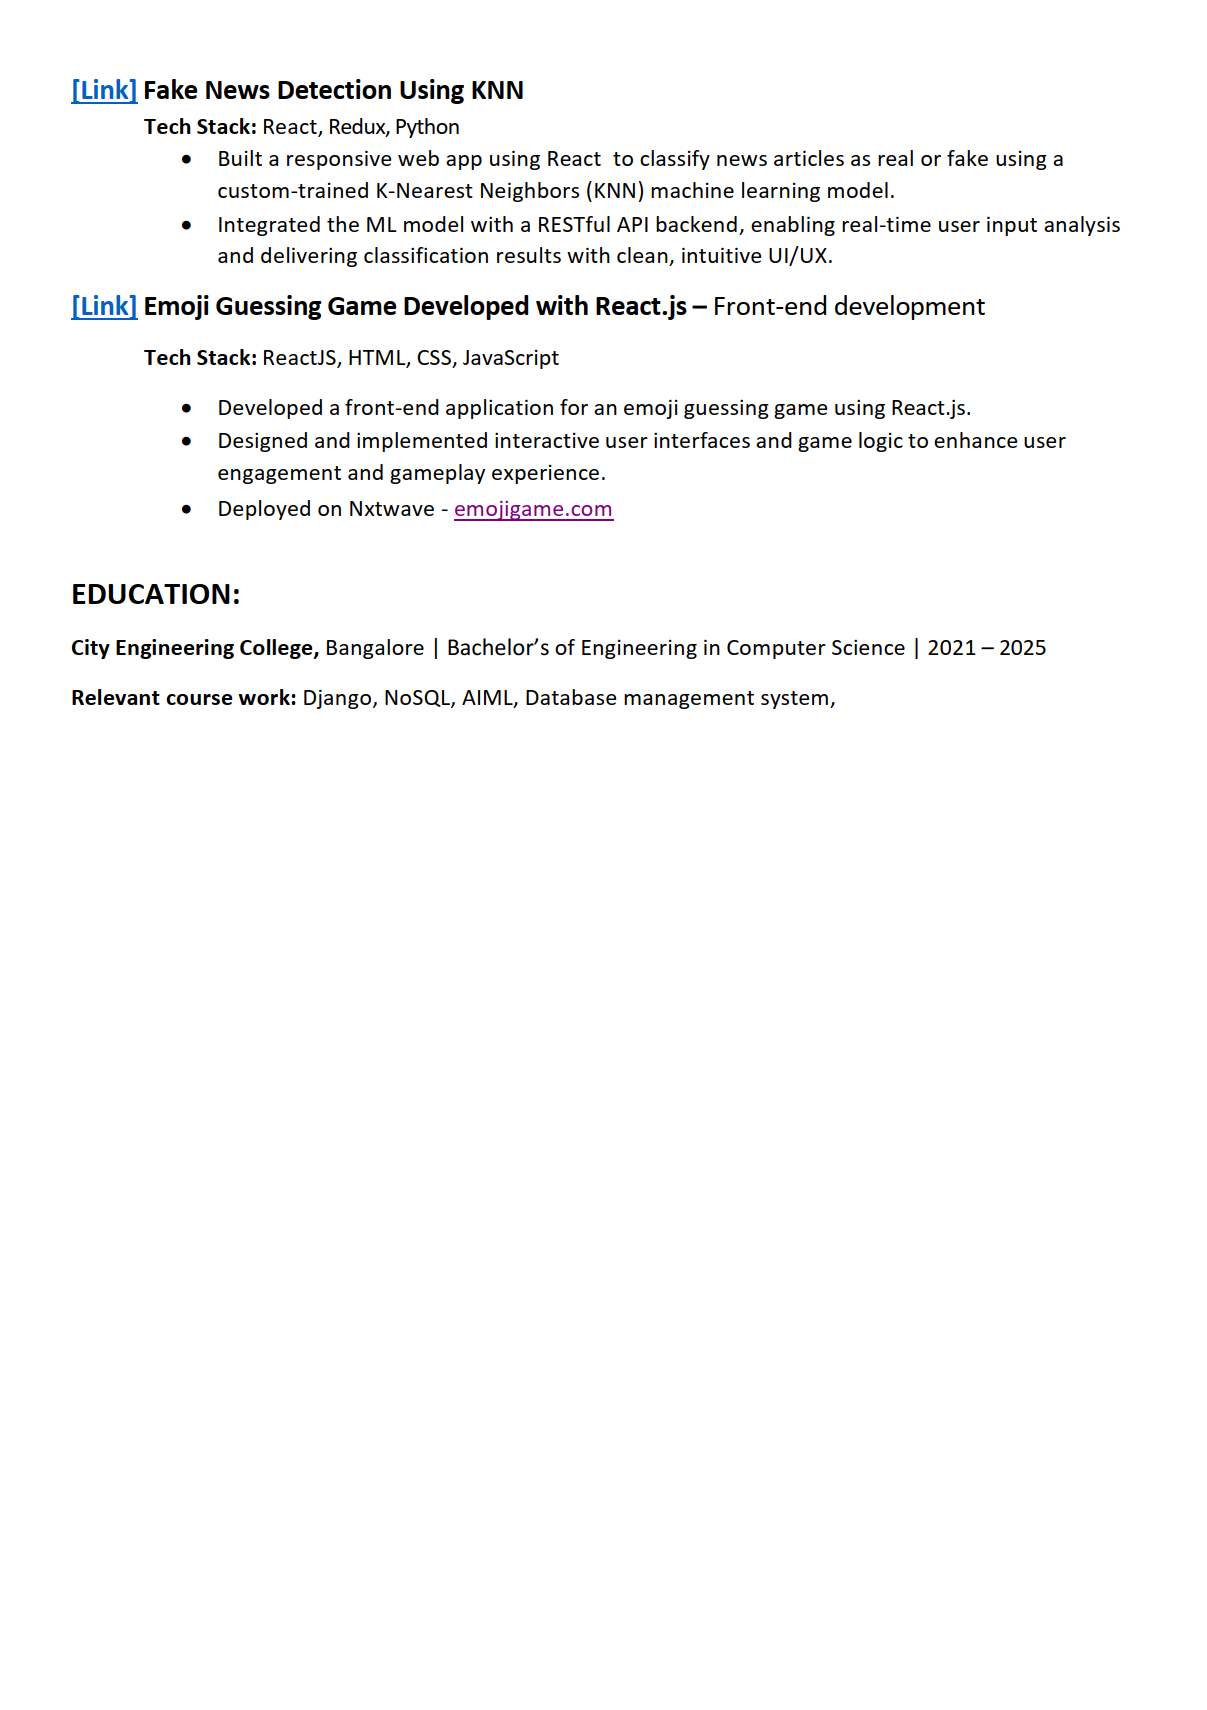 [Link] Fake News Detection Using KNN
Tech Stack: React, Redux, Python
● Built a responsive web app using React  to classify news articles as real or fake using a
custom-trained K-Nearest Neighbors (KNN) machine learning model.
● Integrated the ML model with a RESTful API backend, enabling real-time user input analysis
and delivering classification results with clean, intuitive UI/UX.
[Link] Emoji Guessing Game Developed with React.js – Front-end development
Tech Stack: ReactJS, HTML, CSS, JavaScript
● Developed a front-end application for an emoji guessing game using React.js.
● Designed and implemented interactive user interfaces and game logic to enhance user
engagement and gameplay experience.
● Deployed on Nxtwave - emojigame.com
EDUCATION:
City Engineering College, Bangalore | Bachelor’s of Engineering in Computer Science | 2021 – 2025
Relevant course work: Django, NoSQL, AIML, Database management system,